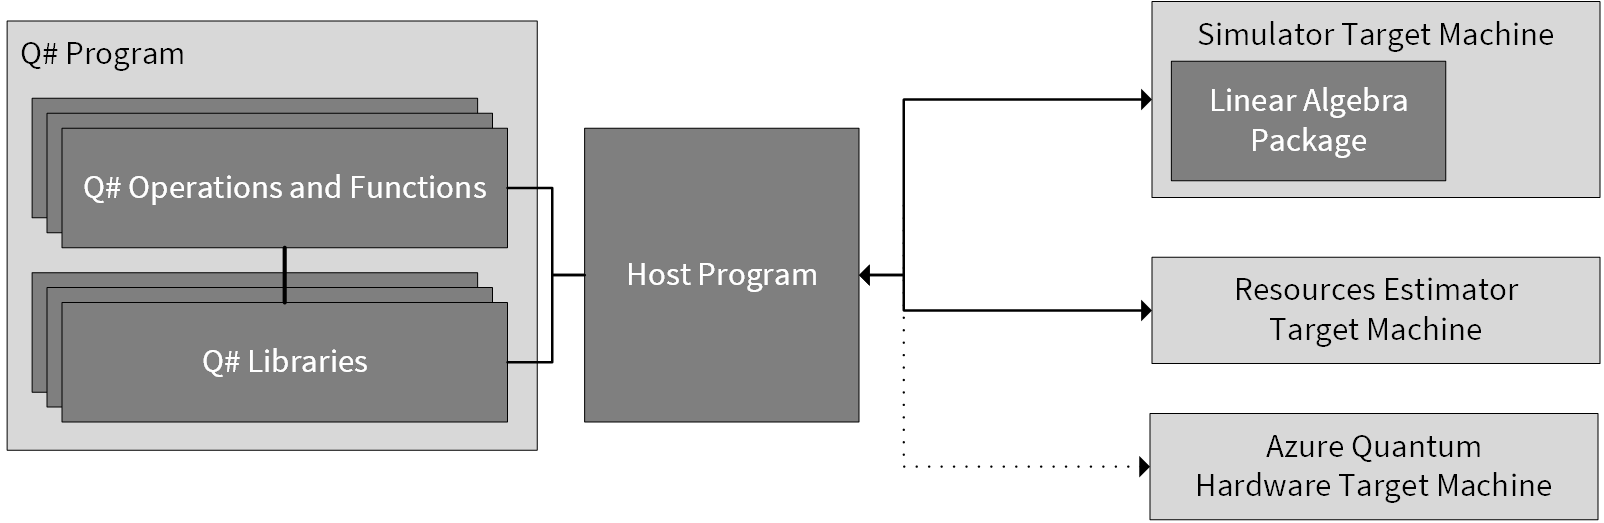 Q# Program
Q# Operations and Functions
Q# Libraries
Host Program
Simulator Target Machine
Linear Algebra
Package
Resources Estimator
Target Machine
Azure Quantum
Hardware Target Machine